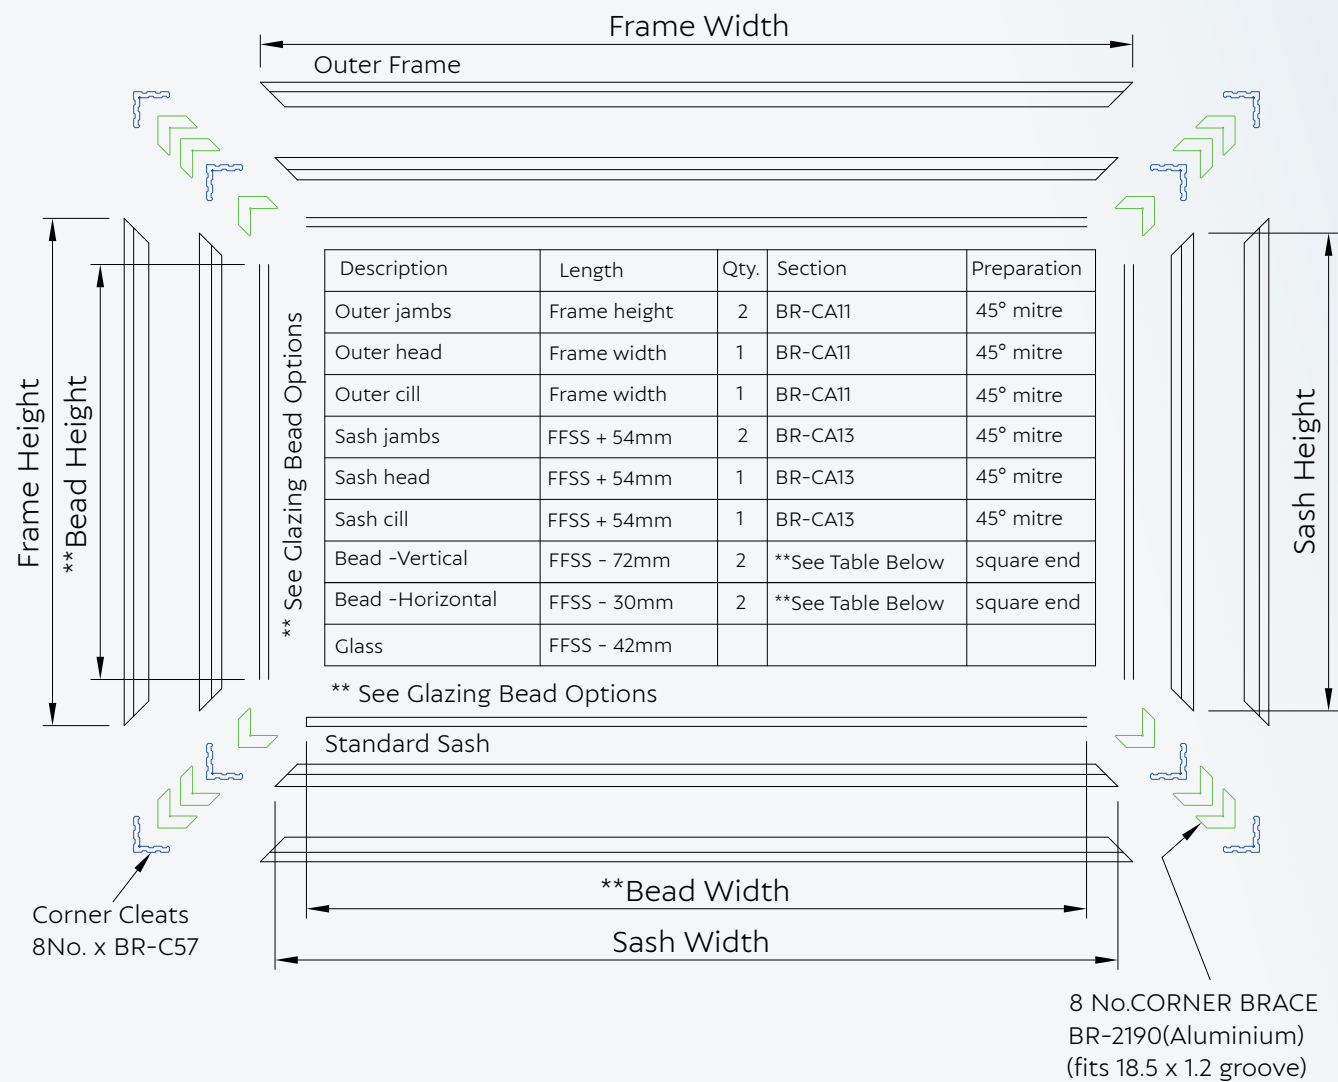 Frame Width
Outer Frame
Frame Height
**Bead Height
** See Glazing Bead Options
Description Length Qty. Section Preparation
Outer jambs Frame height 2 BR-CA11 45° mitre
Outer head Frame width 1 BR-CA11 45° mitre
Outer cill Frame width 1 BR-CA11 45° mitre
Sash jambs FFSS + 54mm 2 BR-CA13 45° mitre
Sash head FFSS + 54mm 1 BR-CA13 45° mitre
Sash cill FFSS + 54mm 1 BR-CA13 45° mitre
Bead -Vertical FFSS - 72mm 2 **See Table Below square end
Bead -Horizontal FFSS - 30mm 2 **See Table Below square end
Glass FFSS - 42mm
Sash Height
** See Glazing Bead Options
Standard Sash
**Bead Width
Sash Width
Corner Cleats
8No. x BR-C57
8 No.CORNER BRACE
BR-2190(Aluminium)
(fits 18.5 x 1.2 groove)